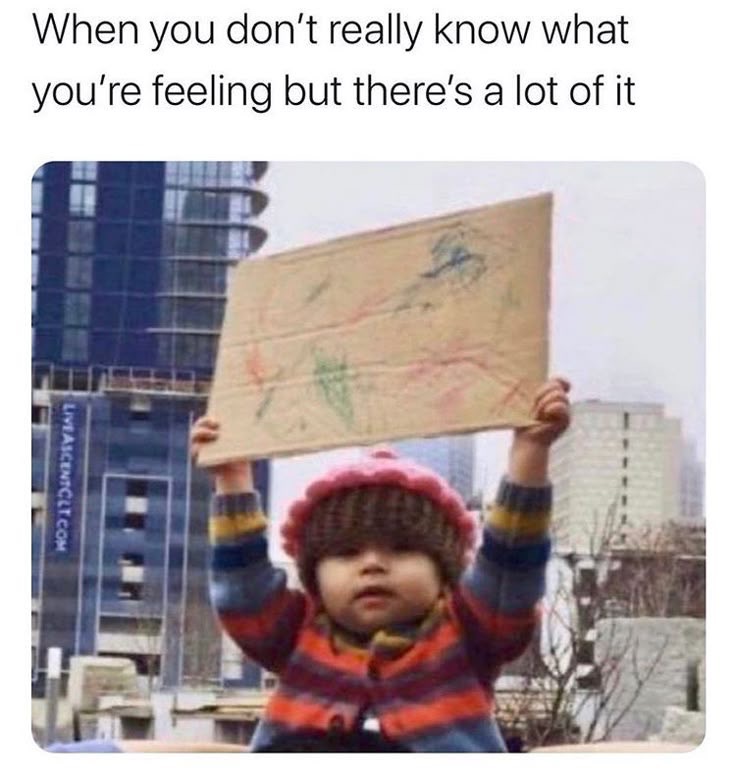 When you don't really know what
you're feeling but there's a lot of it
LIVEASCENTCLT.COM